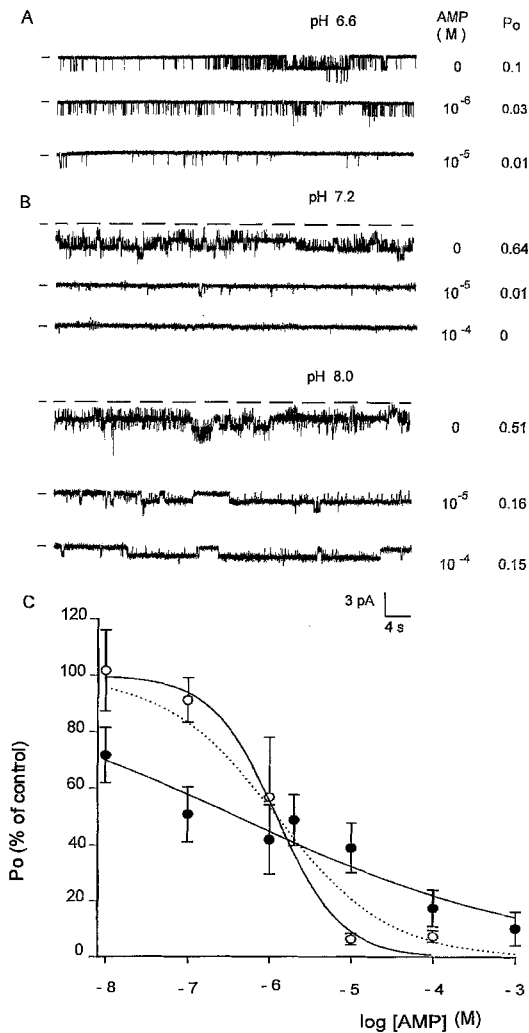 A
pH 6.6
AMP Po
(M)
0 0.1
10⁻⁶ 0.03
10⁻⁵ 0.01
B
pH 7.2
0 0.64
10⁻⁵ 0.01
10⁻⁴ 0
pH 8.0
0 0.51
10⁻⁵ 0.16
10⁻⁴ 0.15
C
3 pA
4 s
120
100
80
60
40
20
0
Po (% of control)
- 8 - 7 - 6 - 5 - 4 - 3
log [AMP] (M)